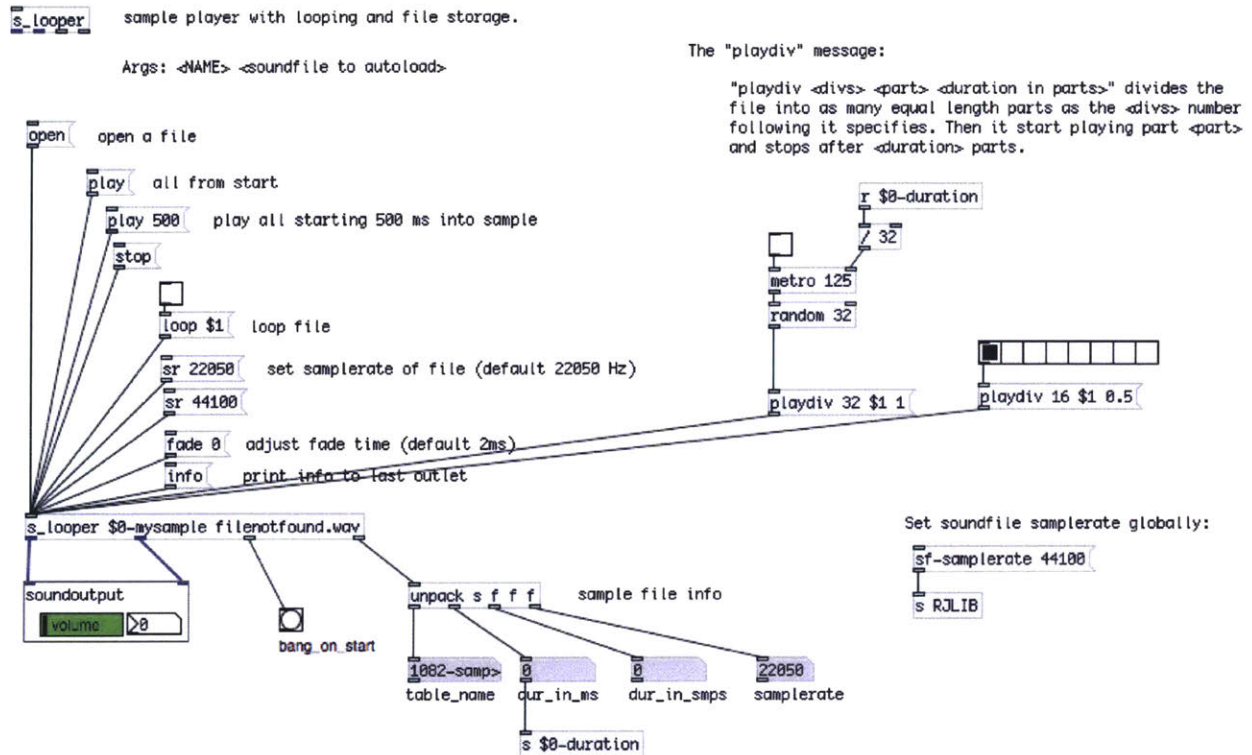 s_looper
sample player with looping and file storage.
Args: <NAME> <soundfile to autoload>
The "playdiv" message:
"playdiv <divs> <part> <duration in parts>" divides the
file into as many equal length parts as the <divs> number
following it specifies. Then it start playing part <part>
and stops after <duration> parts.
open
open a file
play
all from start
play 500
play all starting 500 ms into sample
stop
loop $1
loop file
sr 22050
set samplerate of file (default 22050 Hz)
sr 44100
fade 0
adjust fade time (default 2ms)
info
print info to last outlet
r $0-duration
/ 32
metro 125
random 32
playdiv 32 $1 1
playdiv 16 $1 0.5
s_looper $0-mysample filenotfound.wav
Set soundfile samplerate globally:
sf-samplerate 44100
s RJLIB
soundoutput
volume
0
bang_on_start
unpack s f f f
sample file info
1082-samp>
0
0
22050
table_name
dur_in_ms
dur_in_smps
samplerate
s $0-duration